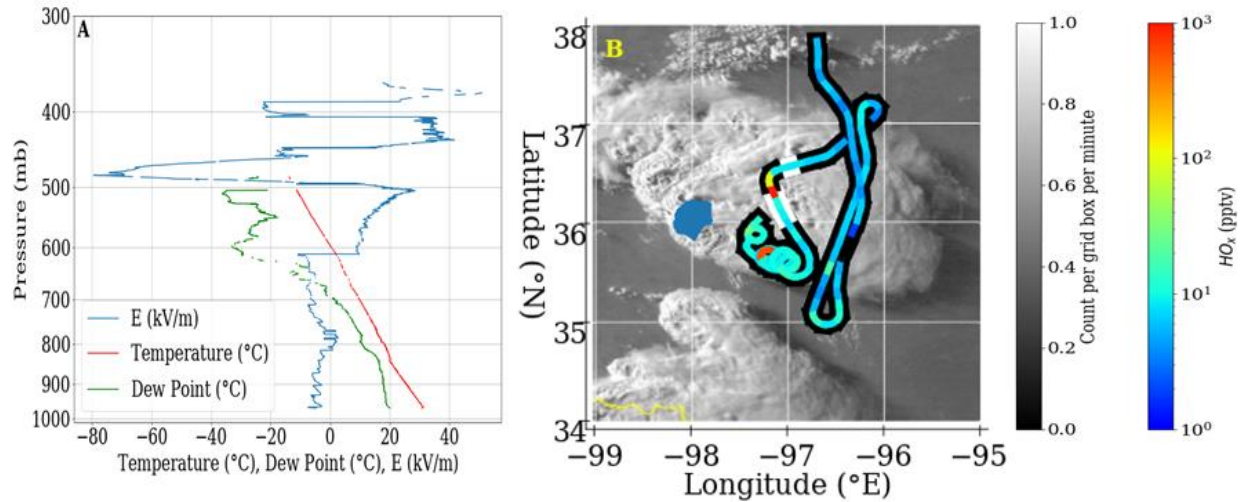 A
300
400
500
600
700
800
900
1000
Pressure (mb)
E (kV/m)
Temperature (°C)
Dew Point (°C)
−80 −60 −40 −20 0 20 40
Temperature (°C), Dew Point (°C), E (kV/m)
B
38
37
36
35
34
Latitude (°N)
−99 −98 −97 −96 −95
Longitude (°E)
1.0
0.8
0.6
0.4
0.2
0.0
Count per grid box per minute
10³
10²
10¹
10⁰
HOₓ (pptv)